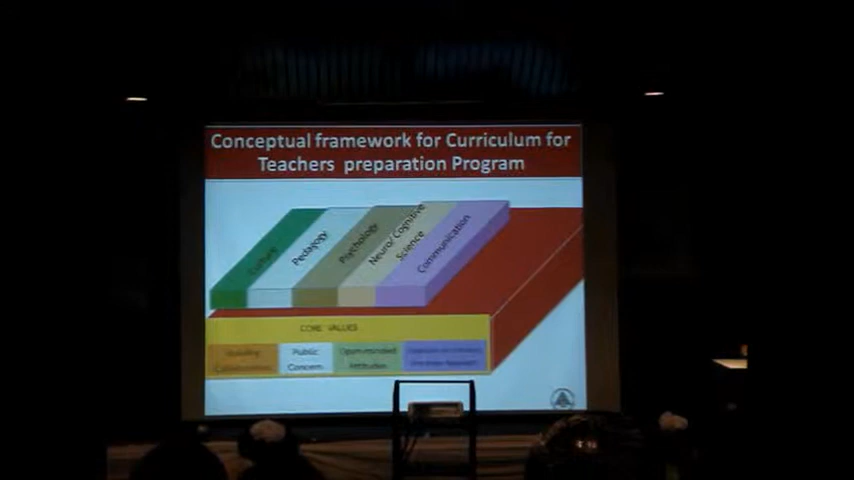 Conceptual framework for Curriculum for
Teachers preparation Program
Culture
Pedagogy
Psychology
Neuro/ Cognitive
Science
Communication
CORE VALUES
Public
Concern
Open-minded
Attitudes